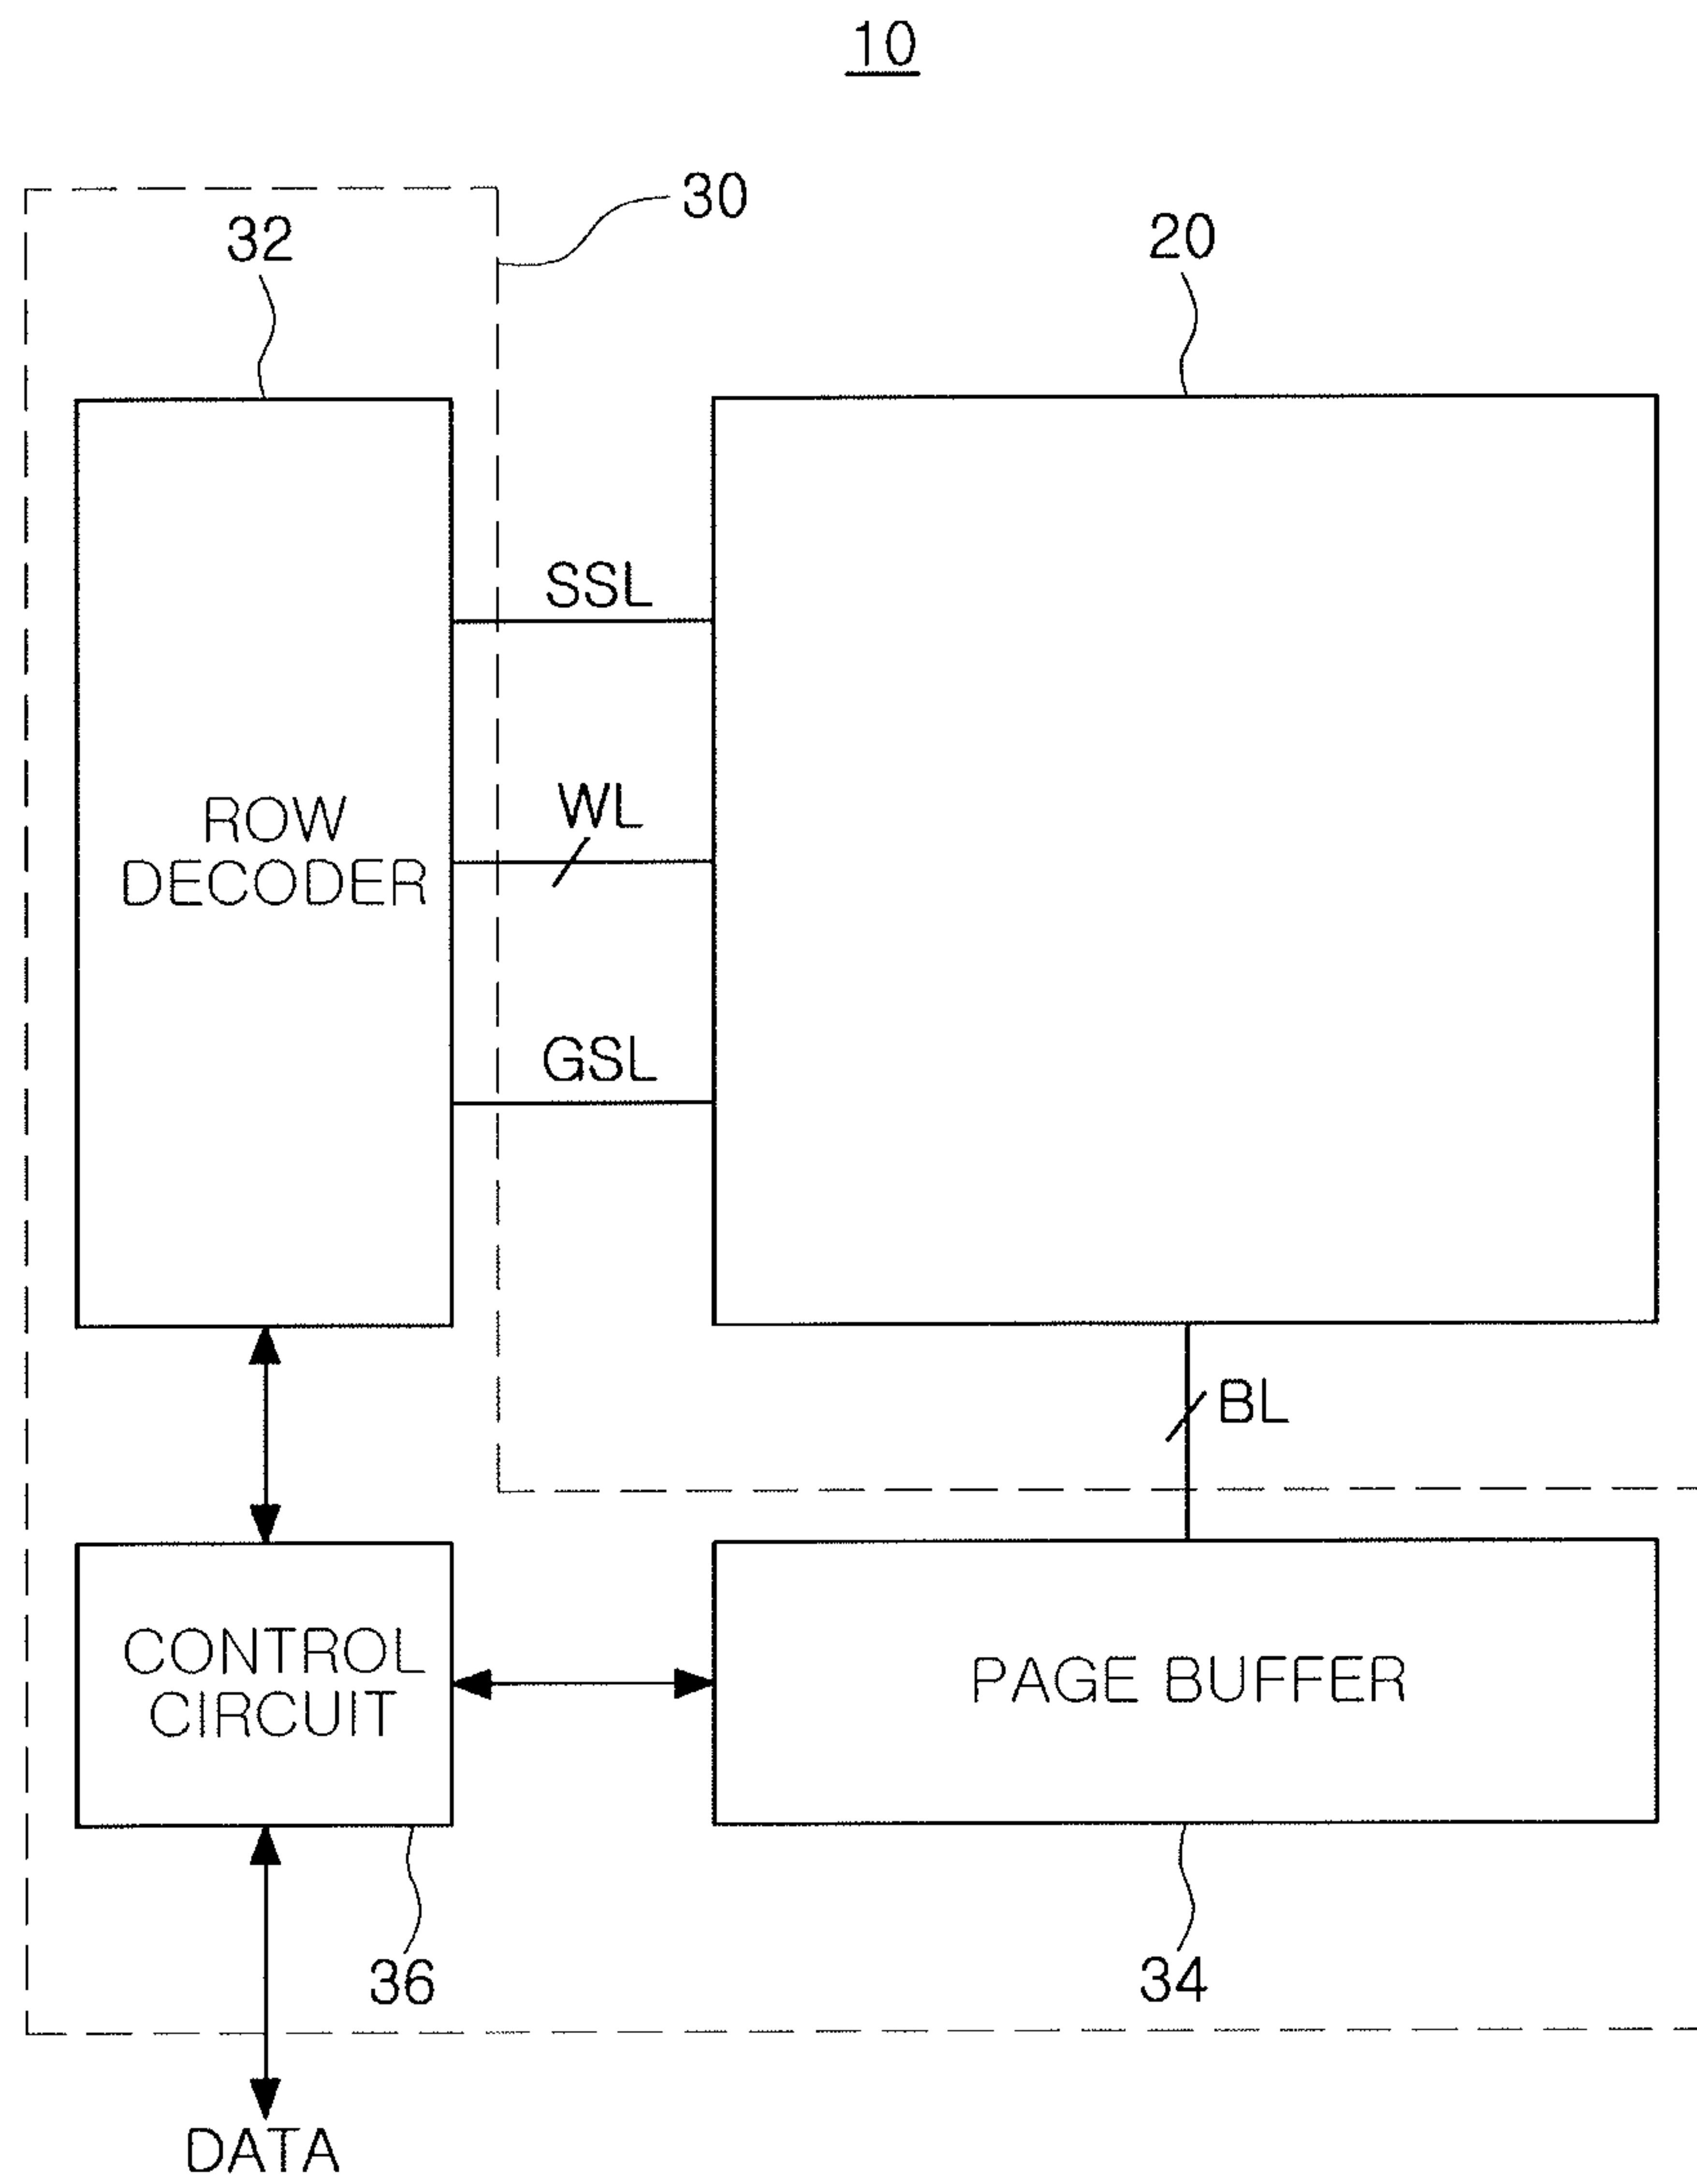 10
30
32
20
SSL
WL
ROW
DECODER
GSL
BL
CONTROL
CIRCUIT
PAGE BUFFER
36
34
DATA